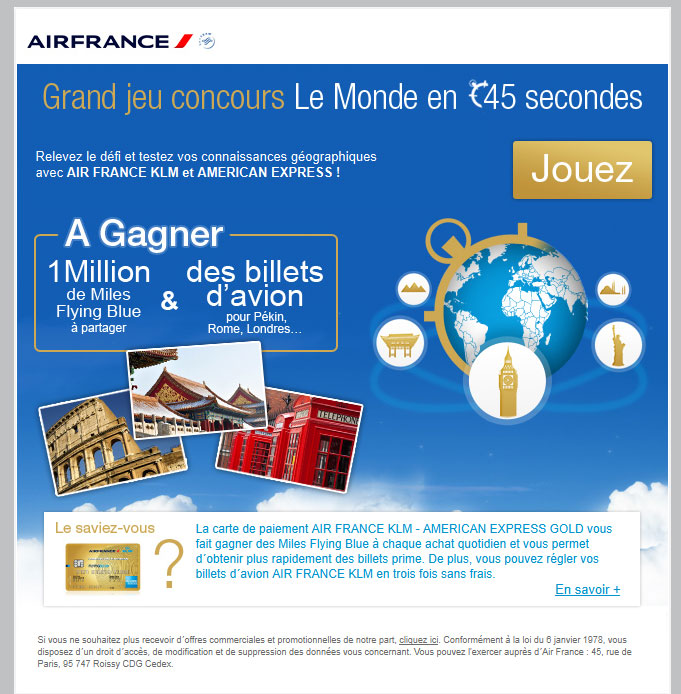 AIRFRANCE
Grand jeu concours Le Monde en 45 secondes
Relevez le défi et testez vos connaissances géographiques
avec AIR FRANCE KLM et AMERICAN EXPRESS !
Jouez
A Gagner
1Million
de Miles
Flying Blue
à partager
&
des billets
d’avion
pour Pékin,
Rome, Londres…
TELEPHONE
Le saviez-vous
?
AIRFRANCE
La carte de paiement AIR FRANCE KLM - AMERICAN EXPRESS GOLD vous
fait gagner des Miles Flying Blue à chaque achat quotidien et vous permet
d´obtenir plus rapidement des billets prime. De plus, vous pouvez régler vos
billets d´avion AIR FRANCE KLM en trois fois sans frais.
En savoir +
Si vous ne souhaitez plus recevoir d´offres commerciales et promotionnelles de notre part, cliquez ici. Conformément à la loi du 6 janvier 1978, vous
disposez d´un droit d´accès, de modification et de suppression des données vous concernant. Vous pouvez l'exercer auprès d´Air France : 45, rue de
Paris, 95 747 Roissy CDG Cedex.